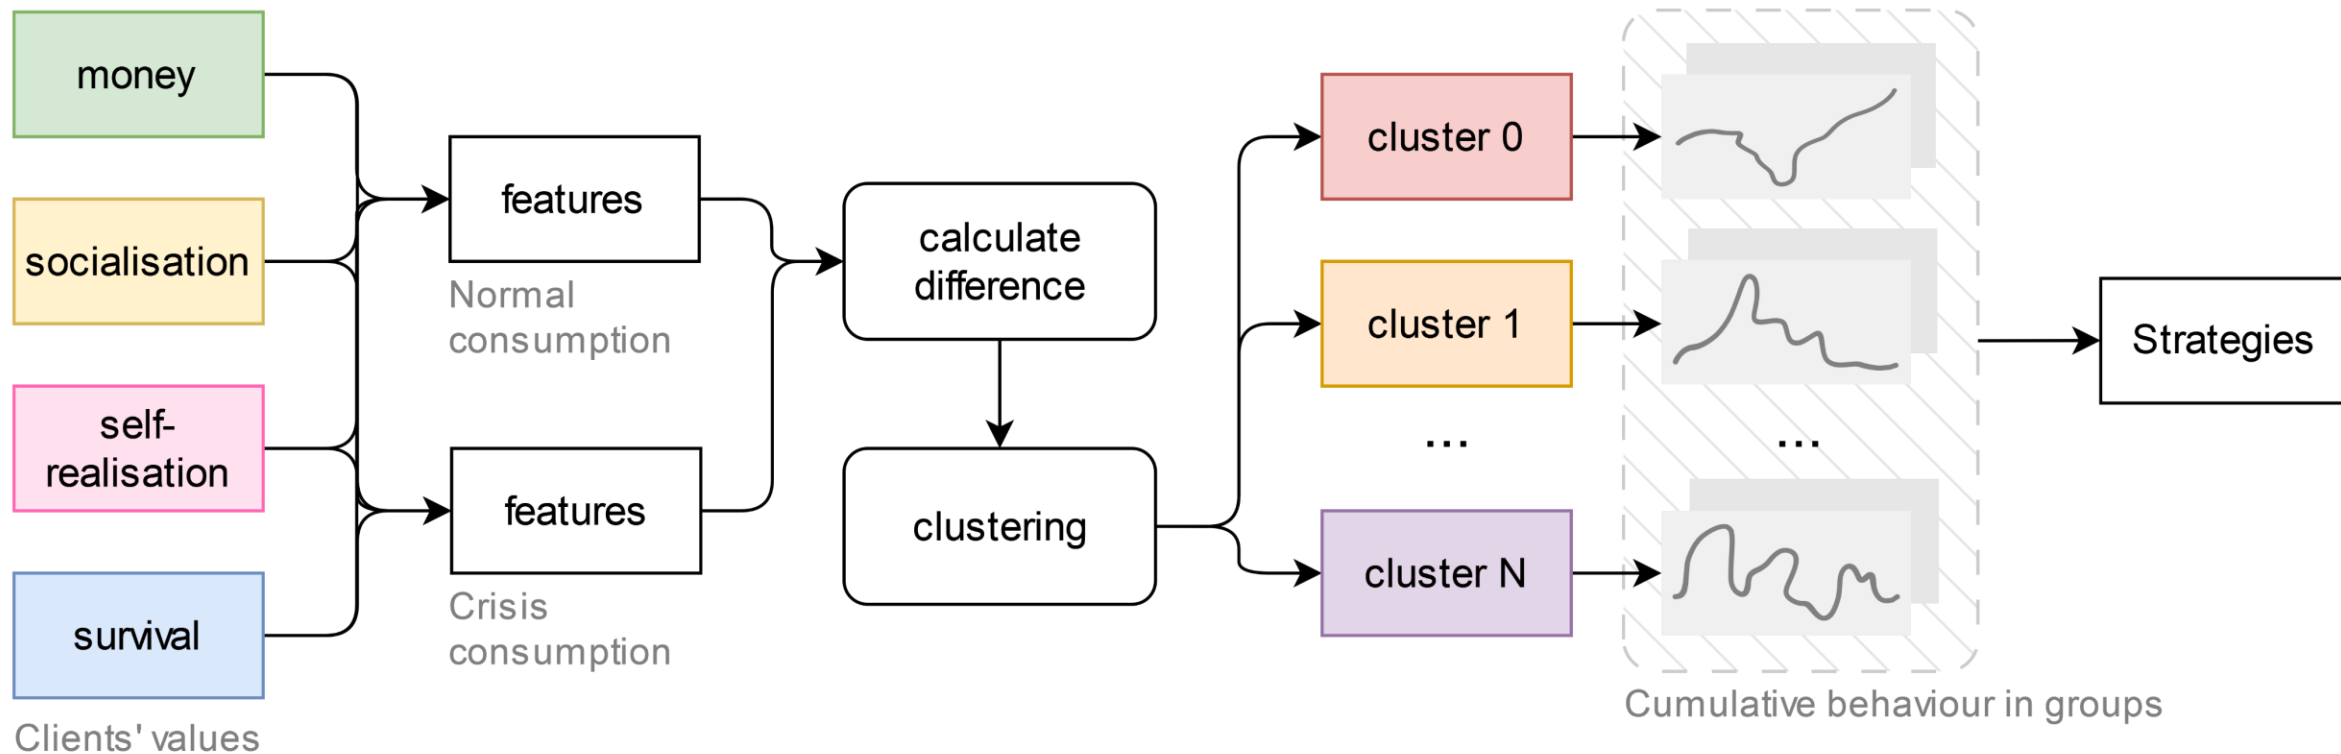 money
socialisation
self-
realisation
survival
Clients' values
features
Normal
consumption
features
Crisis
consumption
calculate
difference
clustering
cluster 0
cluster 1
...
cluster N
...
Cumulative behaviour in groups
Strategies